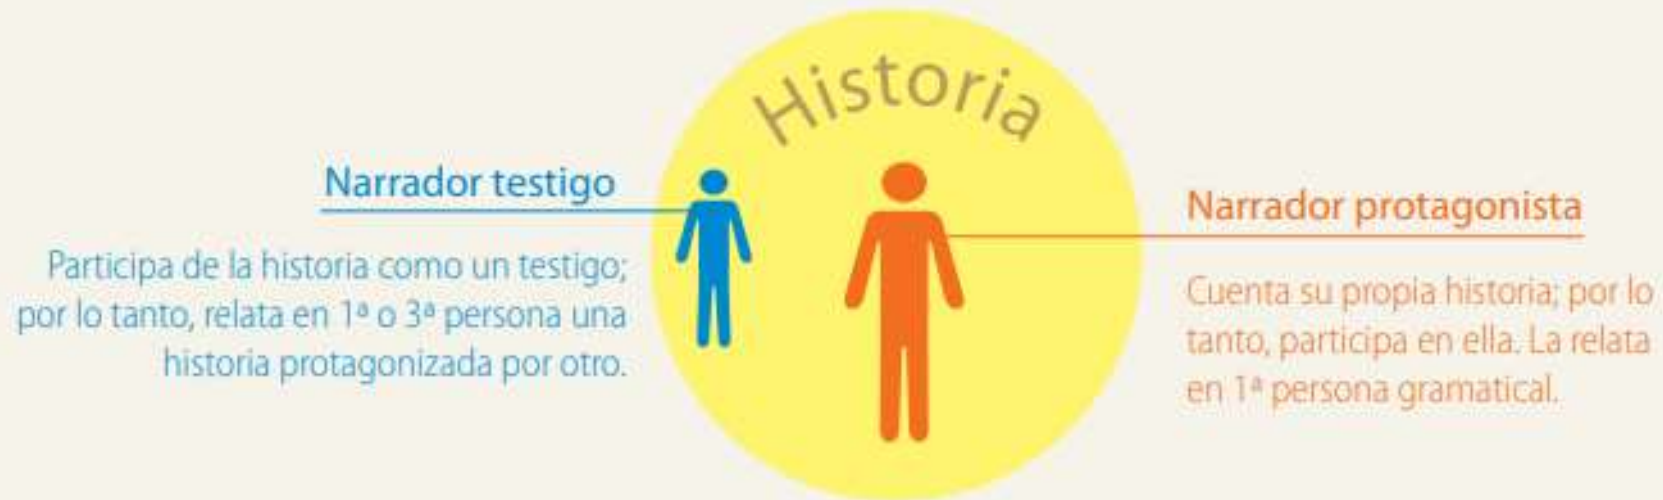 Historia
Narrador testigo
Participa de la historia como un testigo;
por lo tanto, relata en 1ª o 3ª persona una
historia protagonizada por otro.
Narrador protagonista
Cuenta su propia historia; por lo
tanto, participa en ella. La relata
en 1ª persona gramatical.